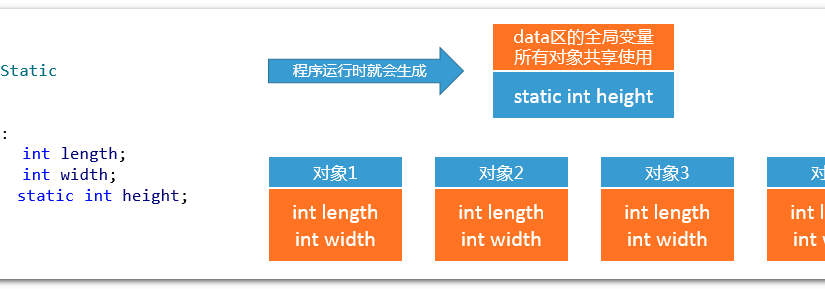 Static
:
int length;
int width;
static int height;
程序运行时就会生成
data区的全局变量
所有对象共享使用
static int height
对象1
int length
int width
对象2
int length
int width
对象3
int length
int width
对
int l
int w